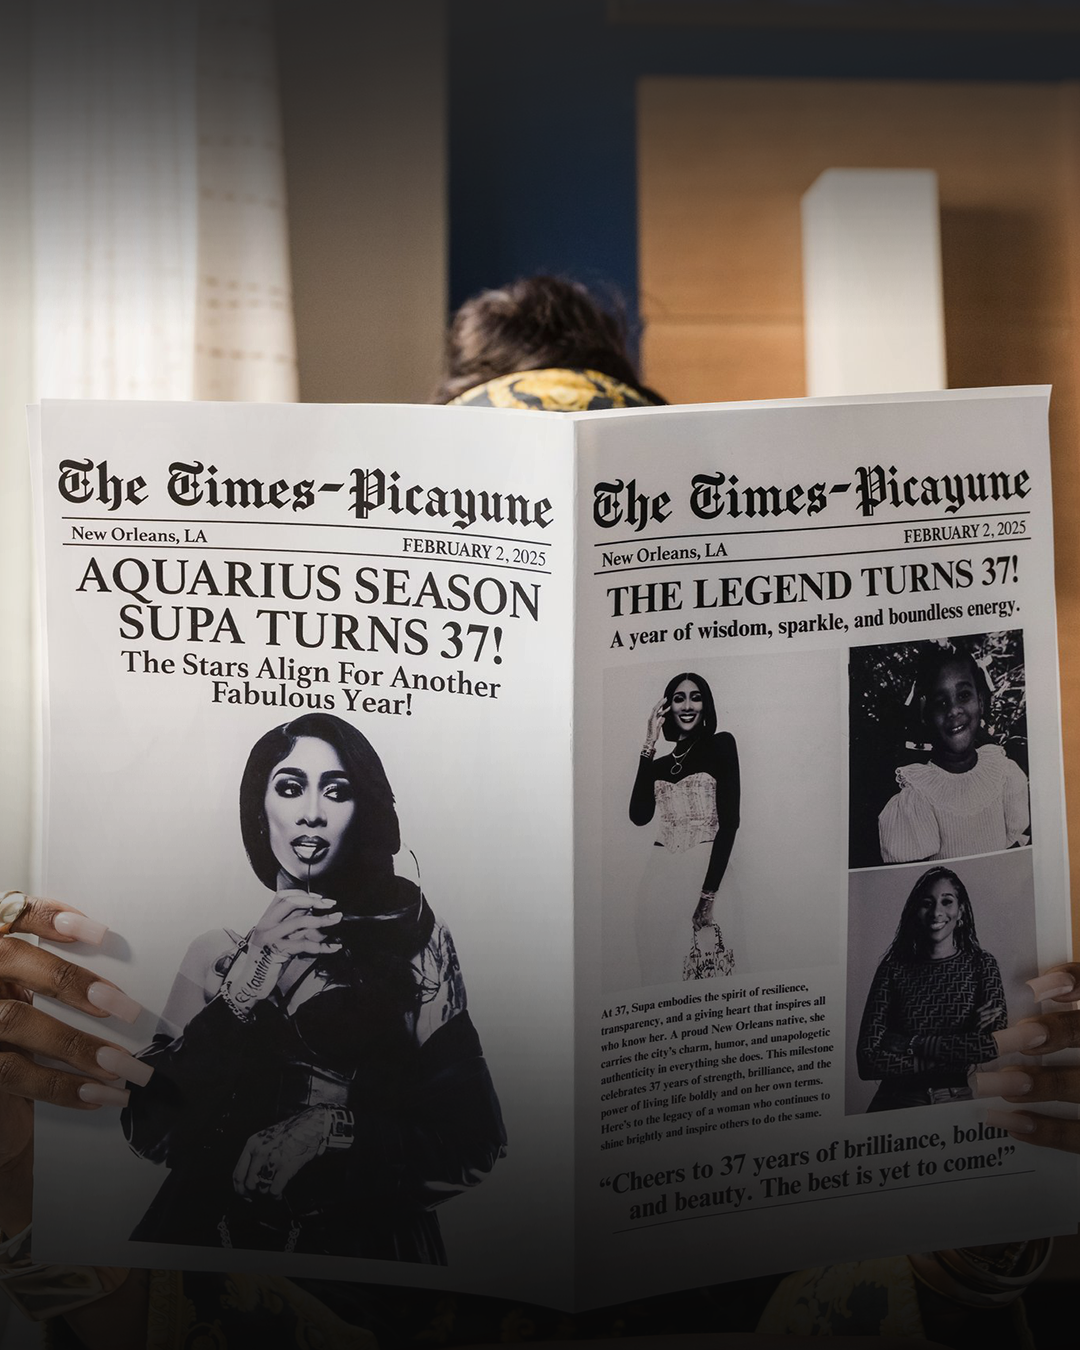 The Times-Picayune
New Orleans, LA
FEBRUARY 2, 2025
AQUARIUS SEASON
SUPA TURNS 37!
The Stars Align For Another
Fabulous Year!
The Times-Picayune
New Orleans, LA
FEBRUARY 2, 2025
THE LEGEND TURNS 37!
A year of wisdom, sparkle, and boundless energy.
At 37, Supa embodies the spirit of resilience,
transparency, and a giving heart that inspires all
who know her. A proud New Orleans native, she
carries the city's charm, humor, and unapologetic
authenticity in everything she does. This milestone
celebrates 37 years of strength, brilliance, and the
power of living life boldly and on her own terms.
Here's to the legacy of a woman who continues to
shine brightly and inspire others to do the same.
“Cheers to 37 years of brilliance,
and beauty. The best is yet to come!”